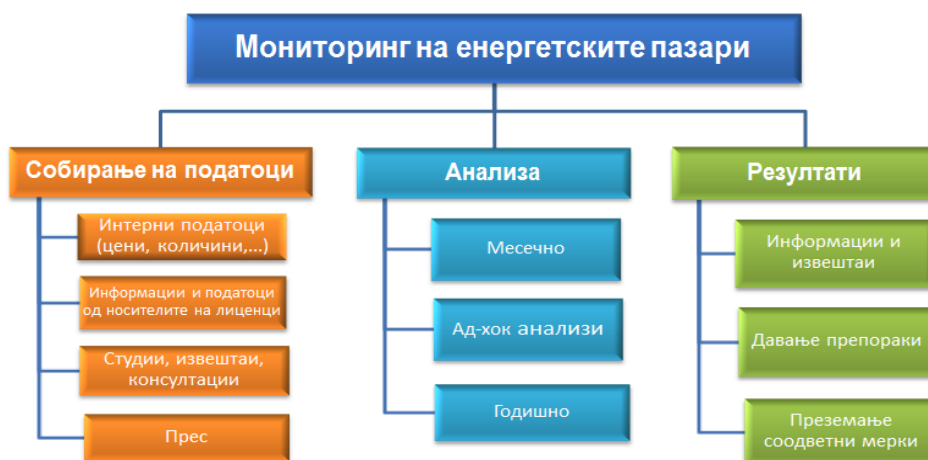 Мониторинг на енергетските пазари
Собирање на податоци
Интерни податоци
(цени, количини,...)
Информации и податоци
од носителите на лиценци
Студии, извештаи,
консултации
Прес
Анализа
Месечно
Ад-хок анализи
Годишно
Резултати
Информации и
извештаи
Давање препораки
Преземање
соодветни мерки